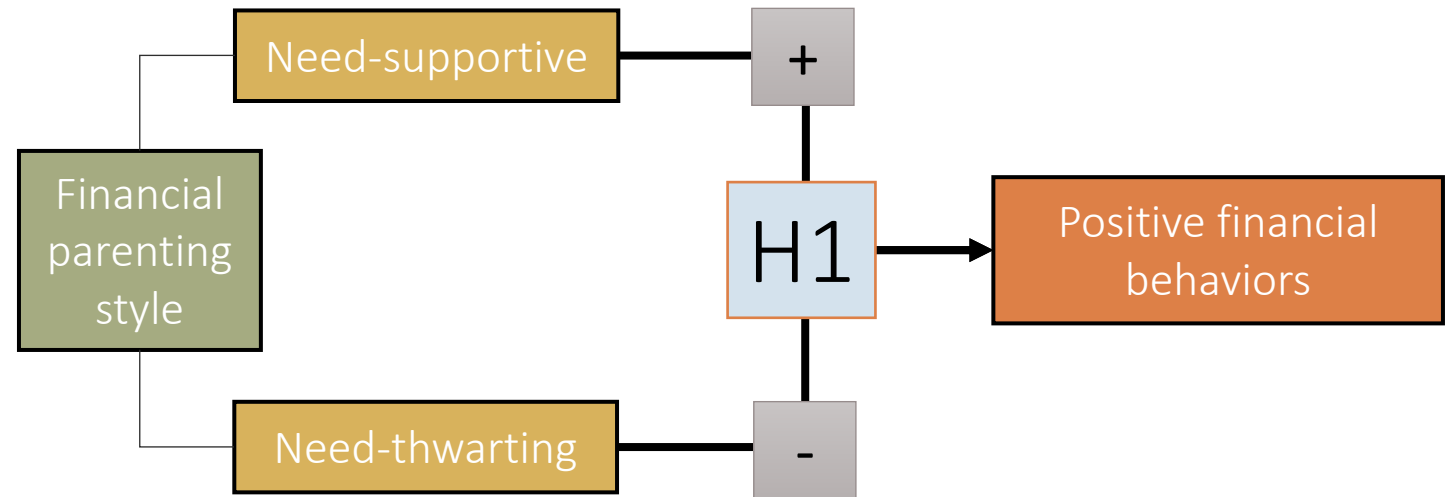 Need-supportive
+
Financial
parenting
style
H1
Positive financial
behaviors
Need-thwarting
-